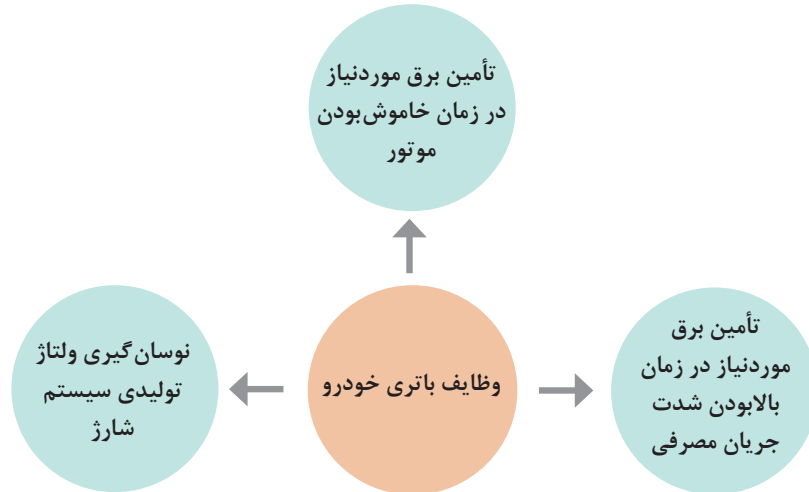 تأمین برق موردنیاز
در زمان خاموش‌بودن
موتور
تأمین برق
موردنیاز در زمان
بالابودن شدت
جریان مصرفی
وظایف باتری خودرو
نوسان‌گیری ولتاژ
تولیدی سیستم
شارژ